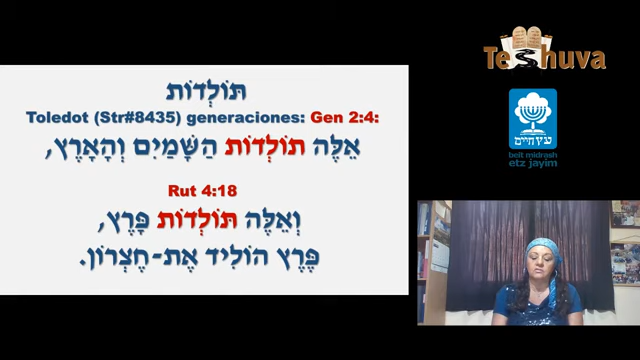 תּוֹלְדוֹת
Toledot (Str#8435) generaciones: Gen 2:4:
אֵלֶּה תוֹלְדוֹת הַשָּׁמַיִם וְהָאָרֶץ,
Rut 4:18
וְאֵלֶּה תּוֹלְדוֹת פָּרֶץ,
פֶּרֶץ הוֹלִיד אֶת-חֶצְרוֹן.
Teshuva
עץ חיים
beit midrash
etz jayim